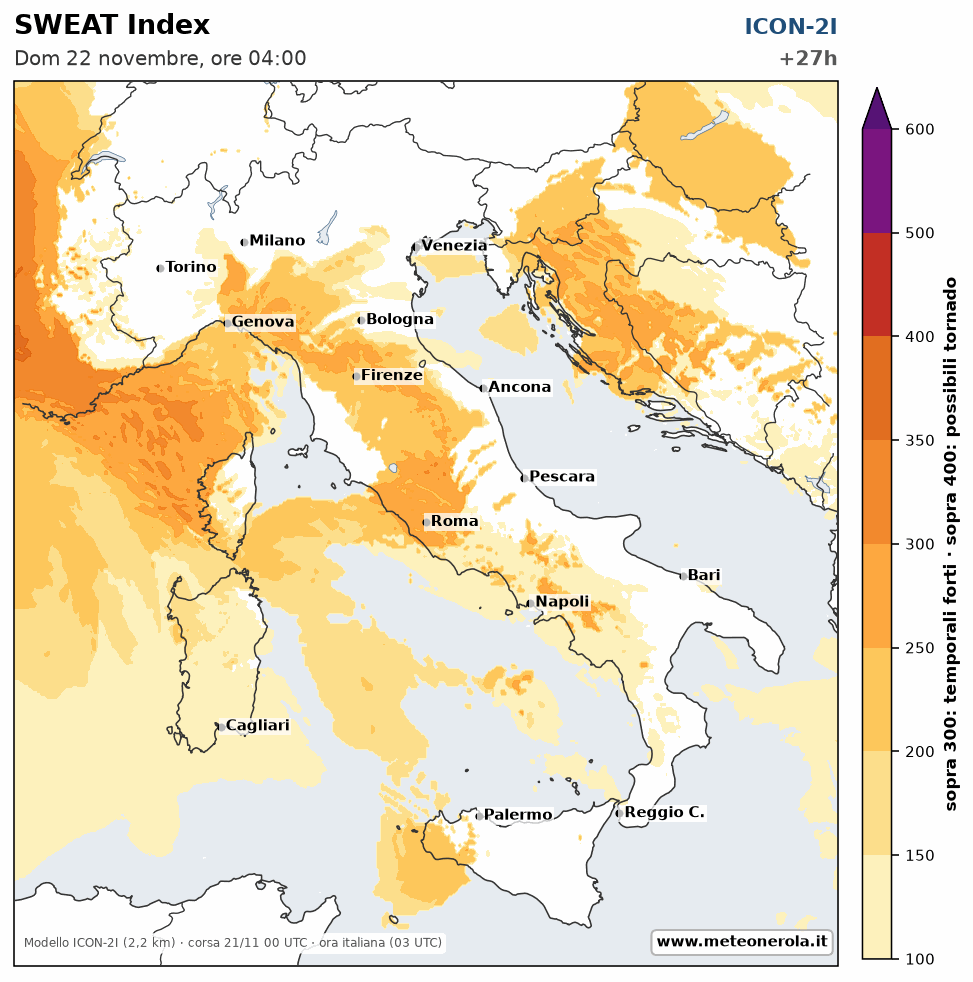 SWEAT Index
ICON-2I
Dom 22 novembre, ore 04:00
+27h
Milano
Venezia
Torino
Genova
Bologna
Firenze
Ancona
Pescara
Roma
Bari
Napoli
Cagliari
Palermo
Reggio C.
600
500
400
350
300
250
200
150
100
sopra 300: temporali forti · sopra 400: possibili tornado
Modello ICON-2I (2,2 km) · corsa 21/11 00 UTC · ora italiana (03 UTC)
www.meteonerola.it